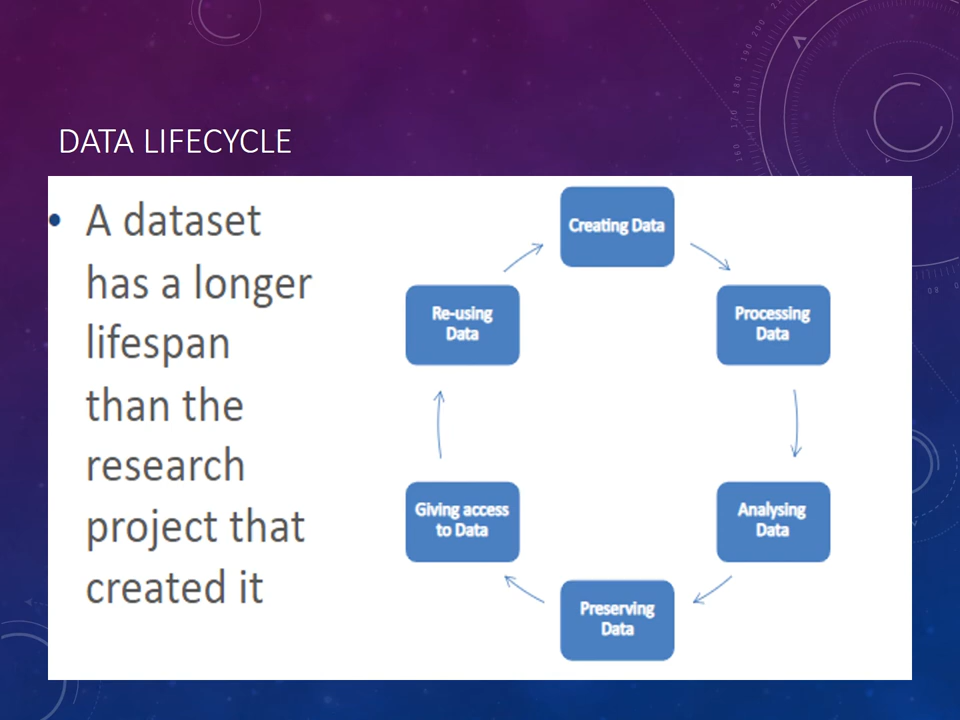 DATA LIFECYCLE
• A dataset
has a longer
lifespan
than the
research
project that
created it
Creating Data
Processing
Data
Analysing
Data
Preserving
Data
Giving access
to Data
Re-using
Data